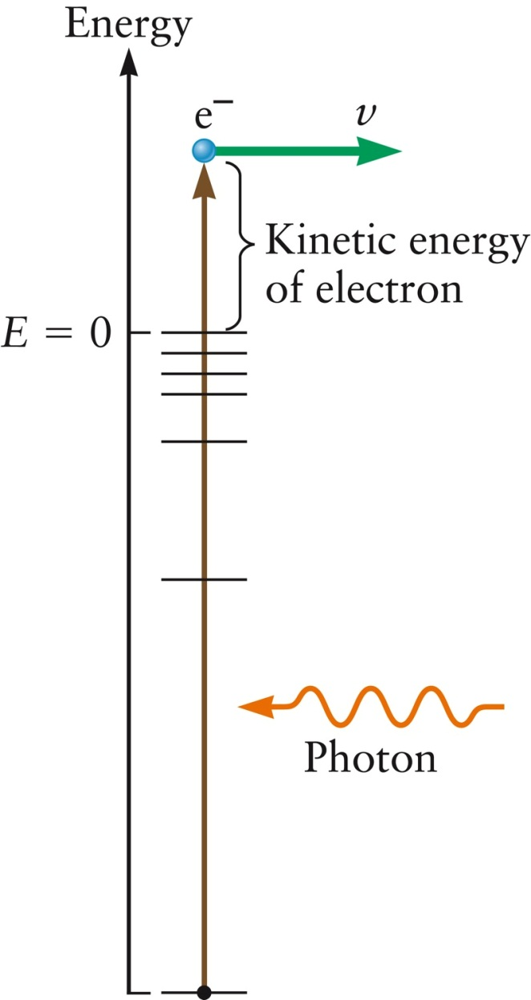 Energy
e⁻
v
Kinetic energy
of electron
E = 0
Photon